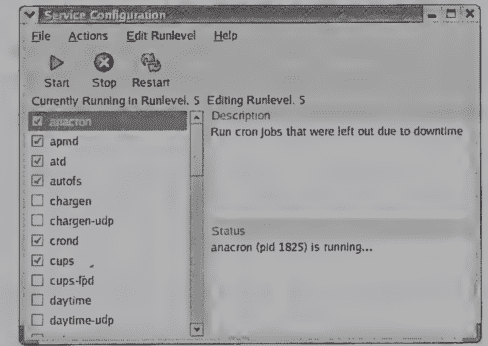 Service Configuration
File Actions Edit Runlevel Help
Start Stop Restart
Currently Running in Runlevel. 5 Editing Runlevel. 5
anacron
Description
apmd
Run cron jobs that were left out due to downtime
atd
autofs
chargen
chargen-udp
crond
Status
cups
anacron (pid 1825) is running...
cups-lpd
daytime
daytime-udp